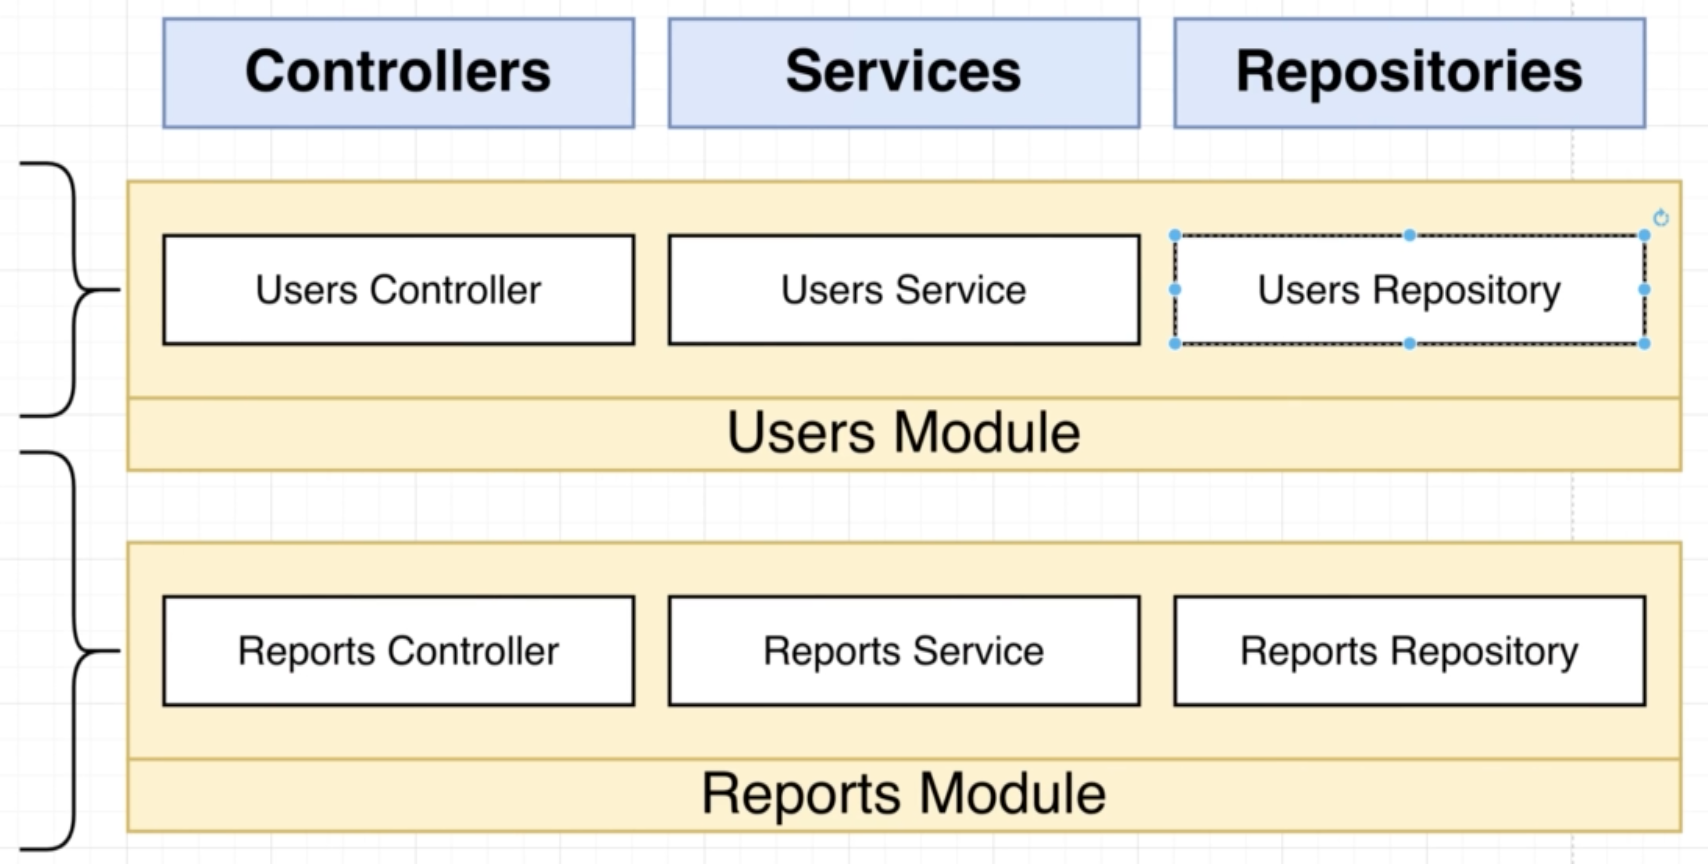 Controllers
Services
Repositories
Users Controller
Users Service
Users Repository
Users Module
Reports Controller
Reports Service
Reports Repository
Reports Module